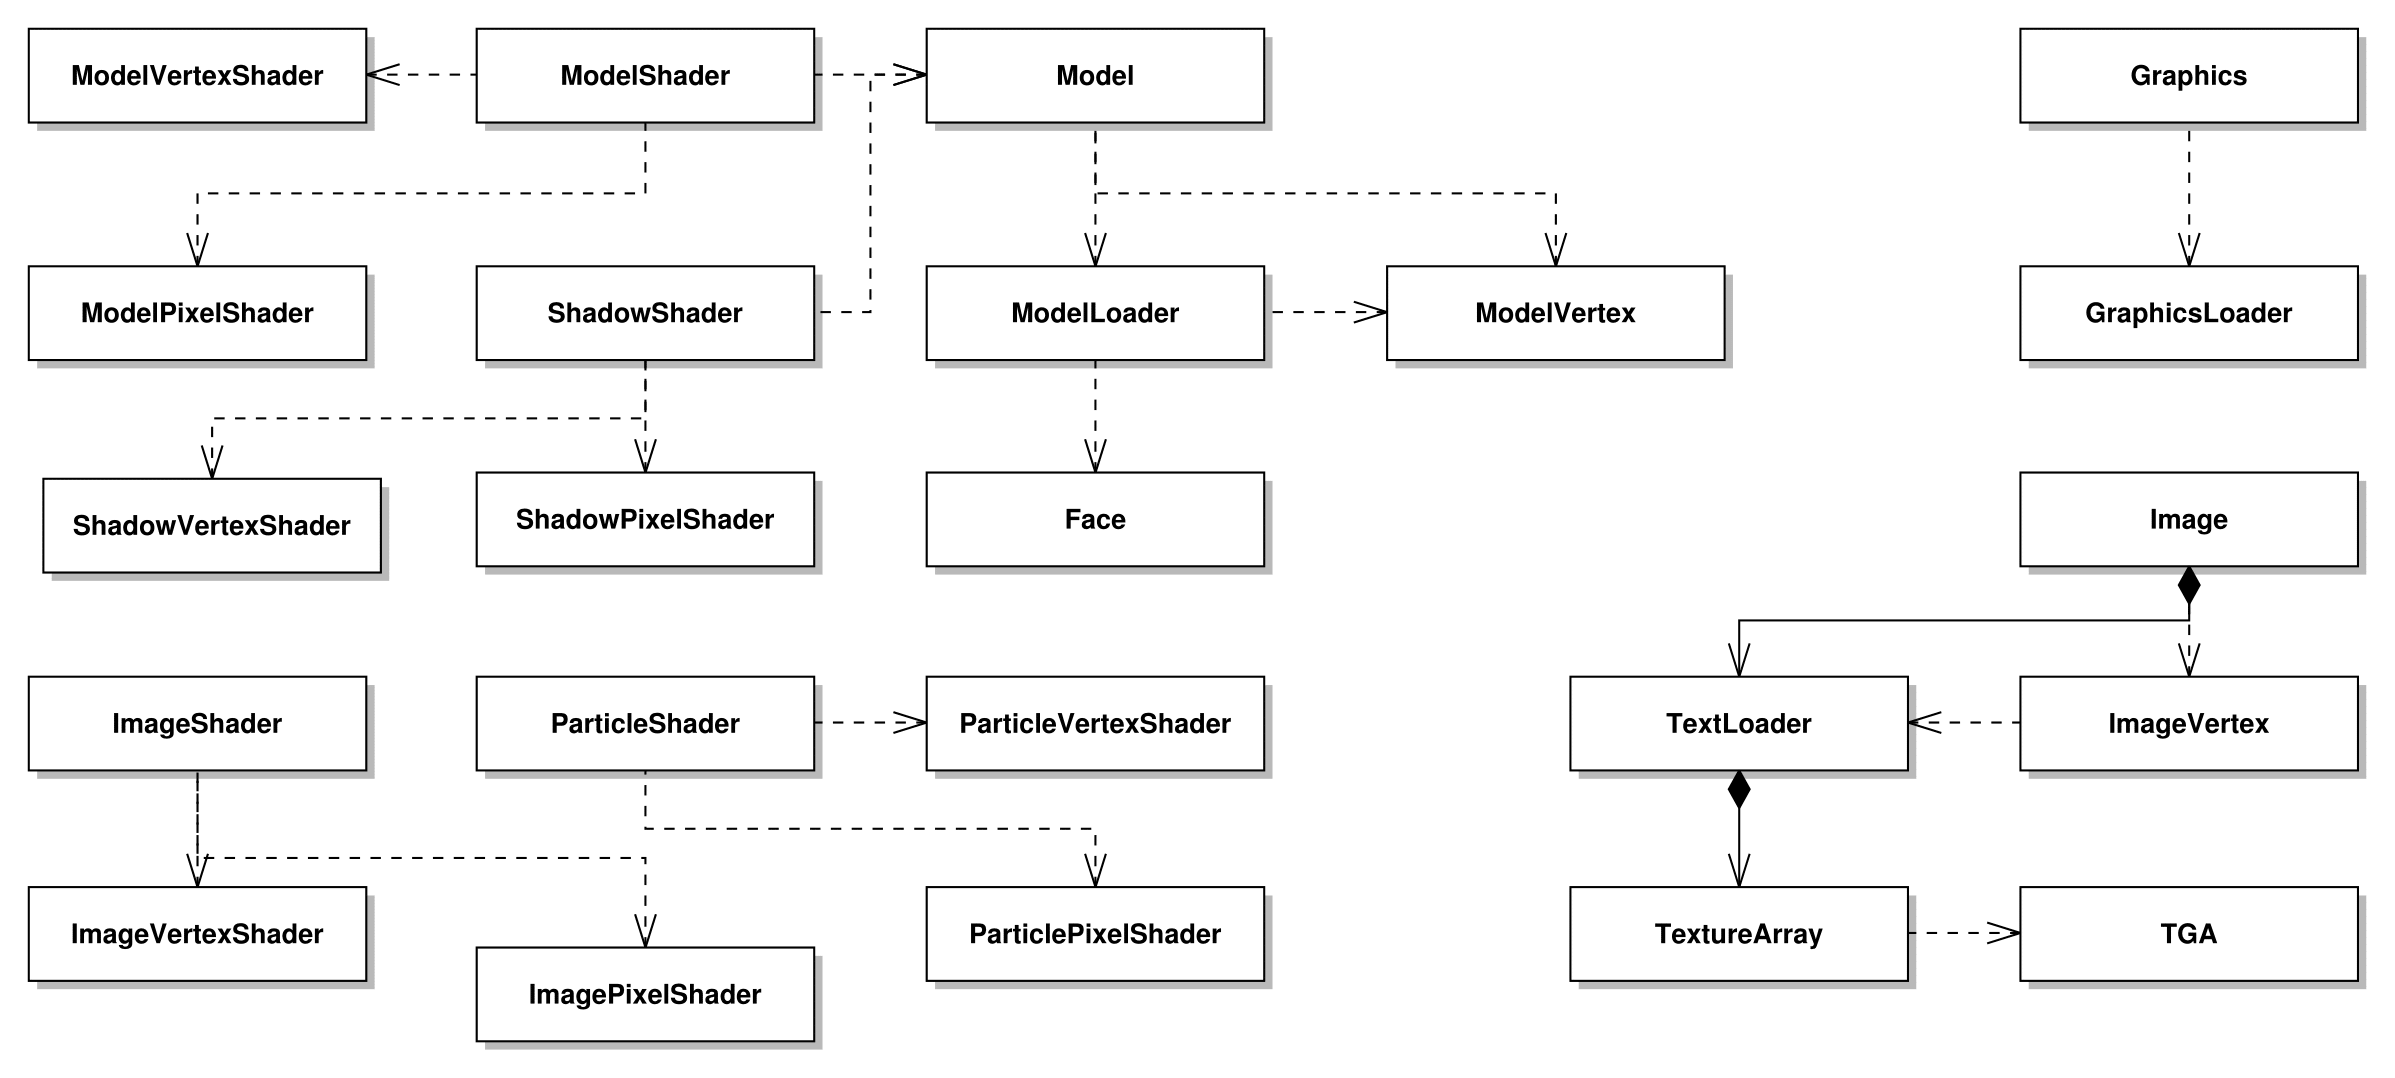 ModelVertexShader
ModelShader
Model
Graphics
ModelPixelShader
ShadowShader
ModelLoader
ModelVertex
GraphicsLoader
ShadowVertexShader
ShadowPixelShader
Face
Image
ImageShader
ParticleShader
ParticleVertexShader
TextLoader
ImageVertex
ImageVertexShader
ImagePixelShader
ParticlePixelShader
TextureArray
TGA